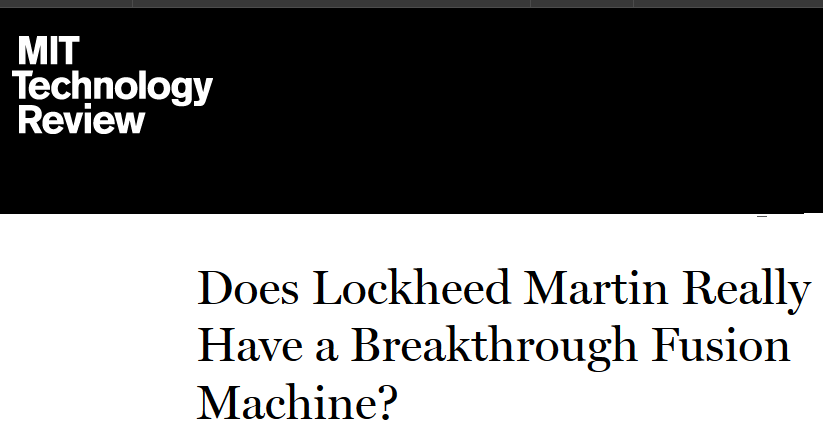 MIT
Technology
Review
Does Lockheed Martin Really
Have a Breakthrough Fusion
Machine?